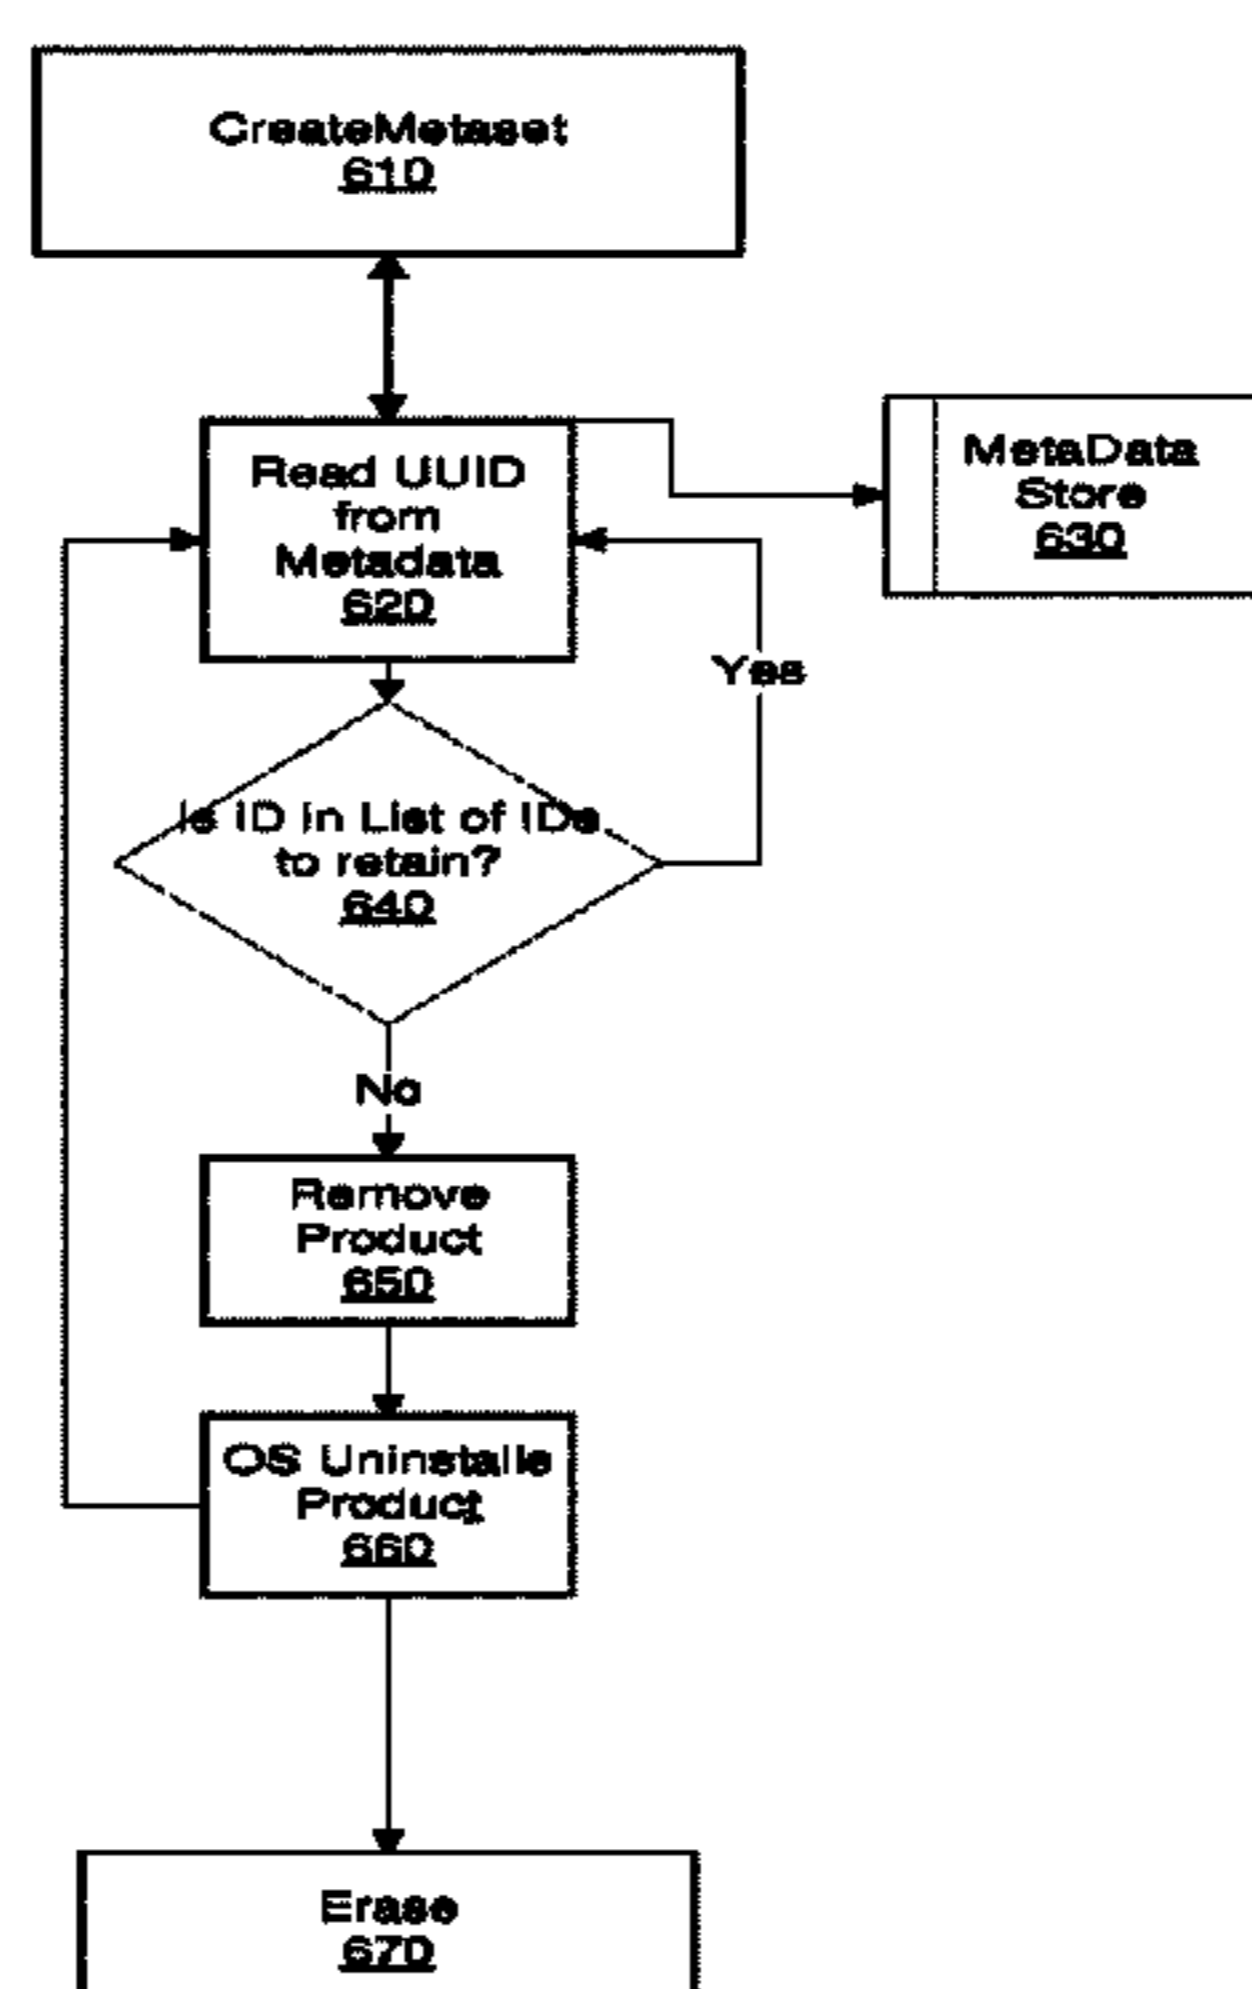 CreateMetaset
610
Read UUID
from
Metadata
620
MetaData
Store
630
Yes
Is ID in List of IDs
to retain?
640
No
Remove
Product
650
OS Uninstalls
Product
660
Erase
670